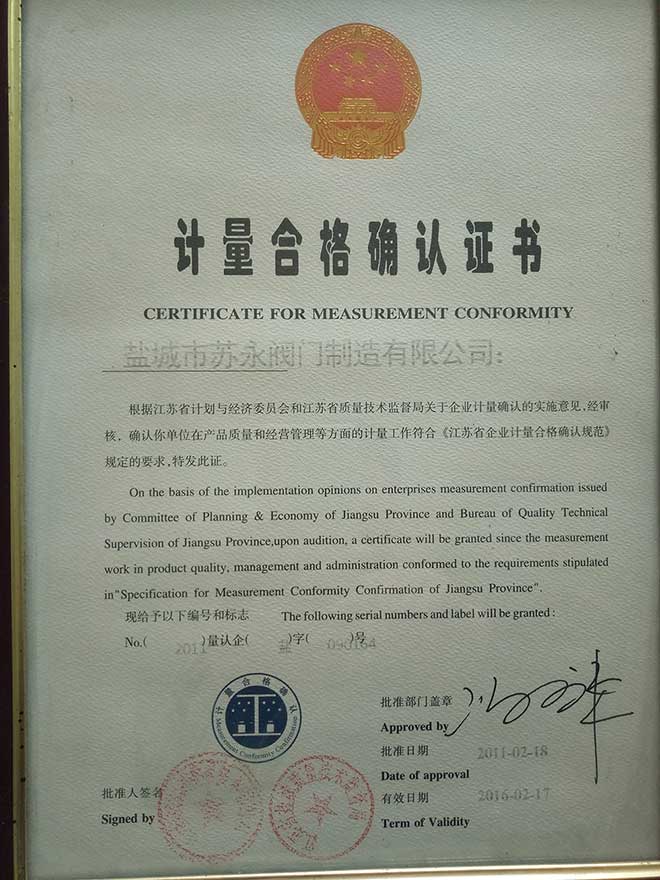 计量合格确认证书
CERTIFICATE FOR MEASUREMENT CONFORMITY
盐城市苏永阀门制造有限公司：
根据江苏省计划与经济委员会和江苏省质量技术监督局关于企业计量确认的实施意见，经审
核，确认你单位在产品质量和经营管理等方面的计量工作符合《江苏省企业计量合格确认规范》
规定的要求，特发此证。
On the basis of the implementation opinions on enterprises measurement confirmation issued
by Committee of Planning & Economy of Jiangsu Province and Bureau of Quality Technical
Supervision of Jiangsu Province,upon audition, a certificate will be granted since the measurement
work in product quality, management and administration conformed to the requirements stipulated
in"Specification for Measurement Conformity Confirmation of Jiangsu Province".
现给予以下编号和标志 The following serial numbers and label will be granted:
No.(2011)量认企(盐)字(090164)号
计量合格确认
Measurement Conformity Confirmation
批准部门盖章
Approved by
批准日期 2011-02-18
Date of approval
有效日期 2016-02-17
Term of Validity
批准人签名
Signed by